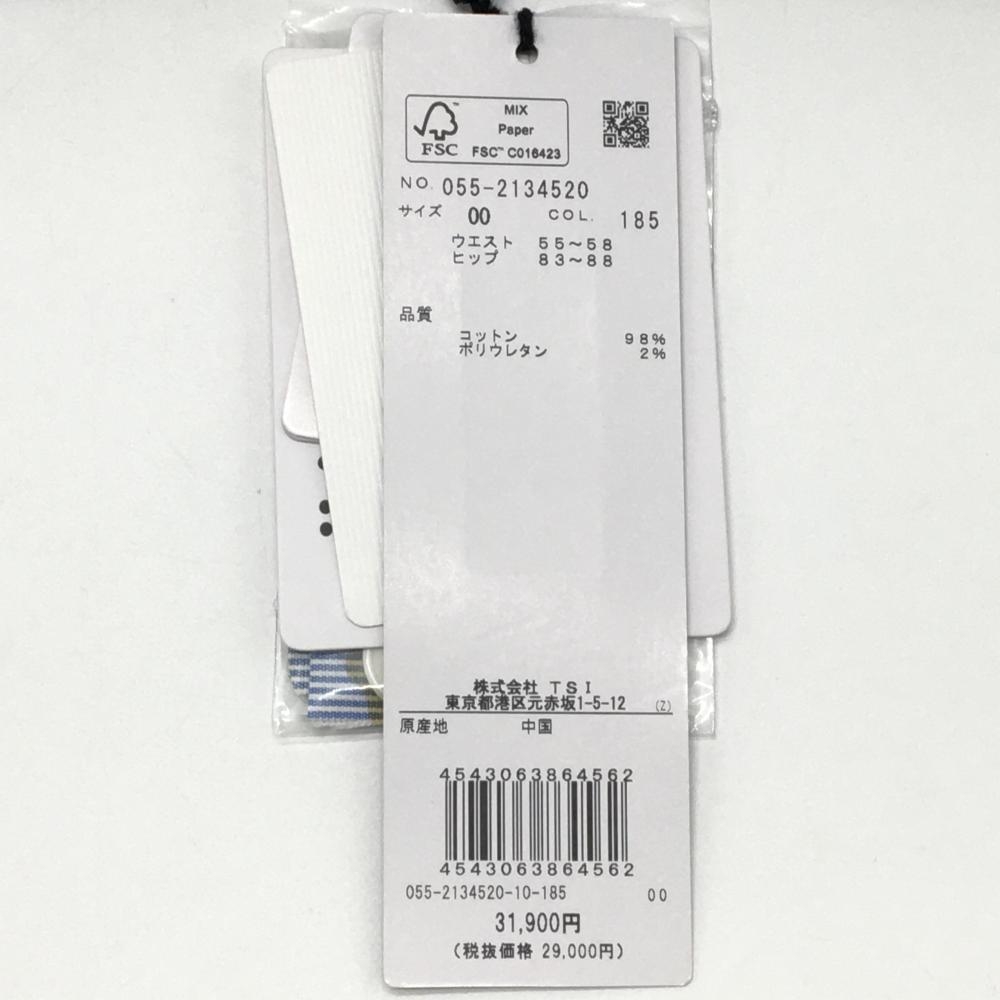 MIX
Paper
FSC™ C016423
FSC
NO. 055-2134520
サイズ 00 COL. 185
ウエスト 55～58
ヒップ 83～88
品質
コットン 98%
ポリウレタン 2%
株式会社 TSI
東京都港区元赤坂1-5-12 (Z)
原産地 中国
4543063864562
4543063864562
055-2134520-10-185 00
31,900円
(税抜価格 29,000円)